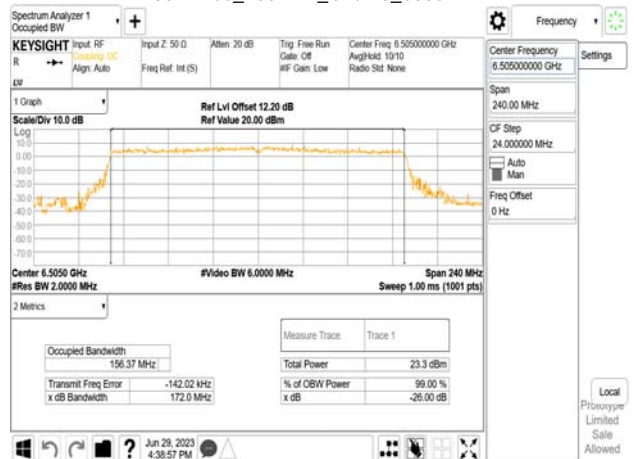 Spectrum Analyzer 1
Occupied BW
Frequency
KEYSIGHT
Input: RF
Coupling: DC
Align: Auto
Input Z: 50 Ω
Freq Ref: Int (S)
Atten: 20 dB
Trig: Free Run
Gate: Off
#IF Gain: Low
Center Freq: 6.505000000 GHz
Avg|Hold: 10/10
Radio Std: None
R
LXI
Center Frequency
6.505000000 GHz
Settings
Span
240.00 MHz
CF Step
24.000000 MHz
Auto
Man
Freq Offset
0 Hz
1 Graph
Scale/Div 10.0 dB
Ref Lvl Offset 12.20 dB
Ref Value 20.00 dBm
Log
10.0
0.00
-10.0
-20.0
-30.0
-40.0
-50.0
-60.0
-70.0
Center 6.5050 GHz
#Res BW 2.0000 MHz
#Video BW 6.0000 MHz
Span 240 MHz
Sweep 1.00 ms (1001 pts)
2 Metrics
Measure Trace Trace 1
Occupied Bandwidth
156.37 MHz
Total Power 23.3 dBm
Transmit Freq Error -142.02 kHz
% of OBW Power 99.00 %
x dB Bandwidth 172.0 MHz
x dB -26.00 dB
Local
Prototype
Limited
Sale
Allowed
?
Jun 29, 2023
4:38:57 PM